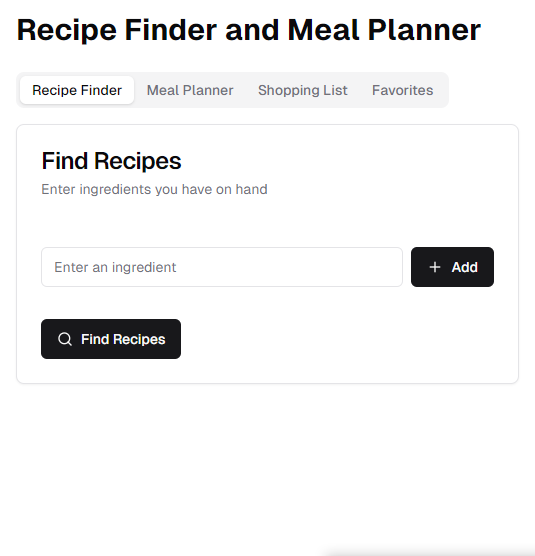 Recipe Finder and Meal Planner
Recipe Finder Meal Planner Shopping List Favorites
Find Recipes
Enter ingredients you have on hand
Enter an ingredient + Add
Find Recipes